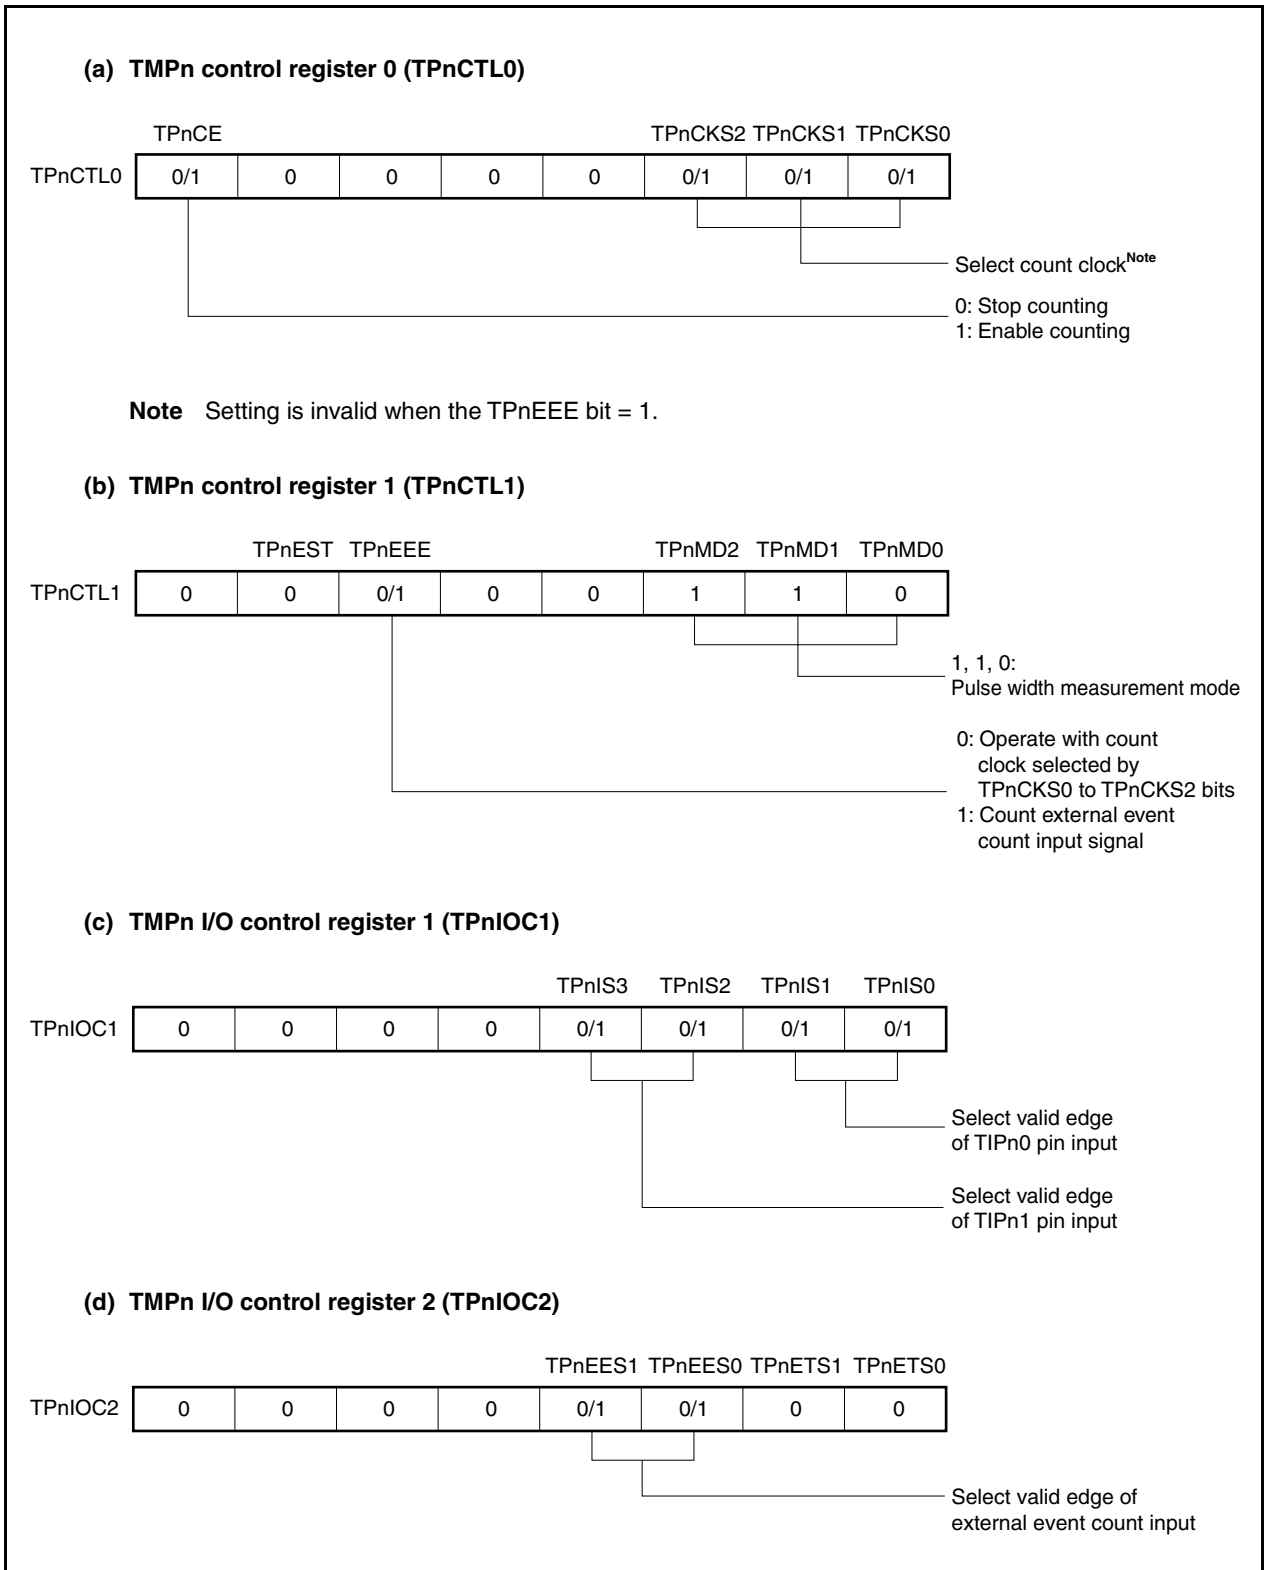 (a) TMPn control register 0 (TPnCTL0)
TPnCE TPnCKS2 TPnCKS1 TPnCKS0
TPnCTL0 0/1 0 0 0 0 0/1 0/1 0/1
Select count clockNote
0: Stop counting
1: Enable counting
Note Setting is invalid when the TPnEEE bit = 1.
(b) TMPn control register 1 (TPnCTL1)
TPnEST TPnEEE TPnMD2 TPnMD1 TPnMD0
TPnCTL1 0 0 0/1 0 0 1 1 0
1, 1, 0:
Pulse width measurement mode
0: Operate with count
clock selected by
TPnCKS0 to TPnCKS2 bits
1: Count external event
count input signal
(c) TMPn I/O control register 1 (TPnIOC1)
TPnIS3 TPnIS2 TPnIS1 TPnIS0
TPnIOC1 0 0 0 0 0/1 0/1 0/1 0/1
Select valid edge
of TIPn0 pin input
Select valid edge
of TIPn1 pin input
(d) TMPn I/O control register 2 (TPnIOC2)
TPnEES1 TPnEES0 TPnETS1 TPnETS0
TPnIOC2 0 0 0 0 0/1 0/1 0 0
Select valid edge of
external event count input